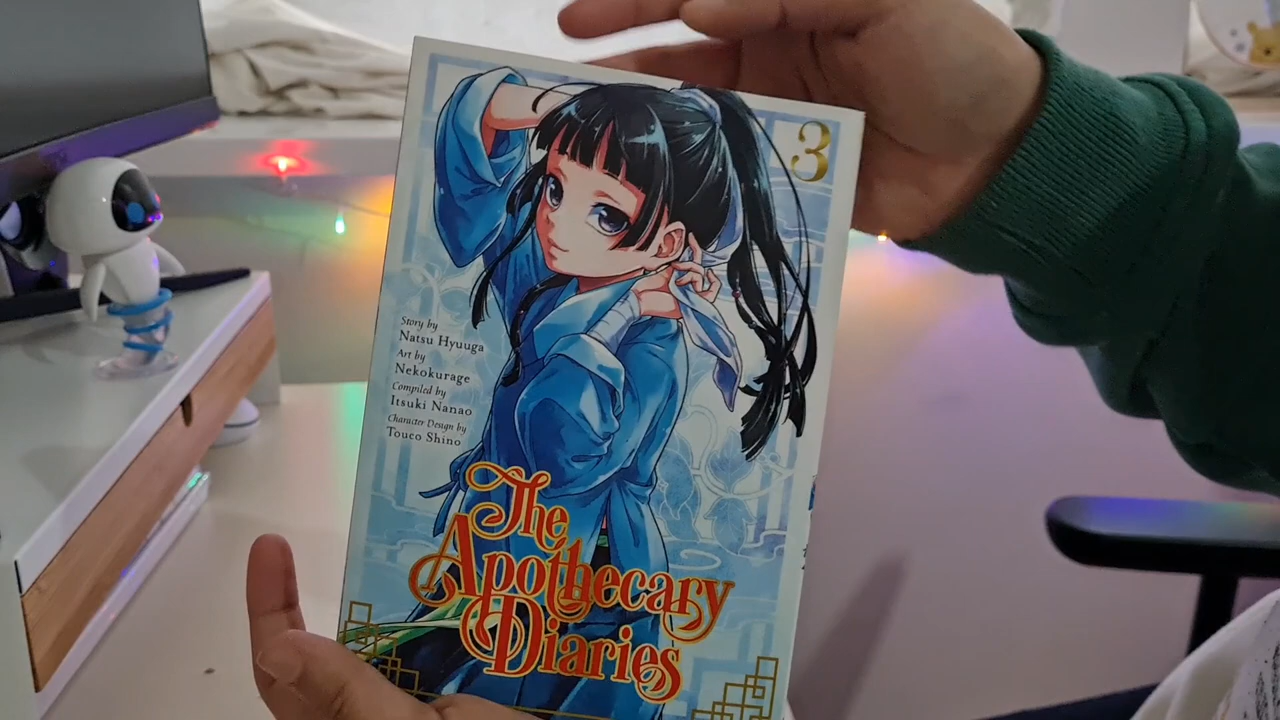 3
Story by
Natsu Hyuuga
Art by
Nekokurage
Compiled by
Itsuki Nanao
Character Design by
Touco Shino
The
Apothecary
Diaries